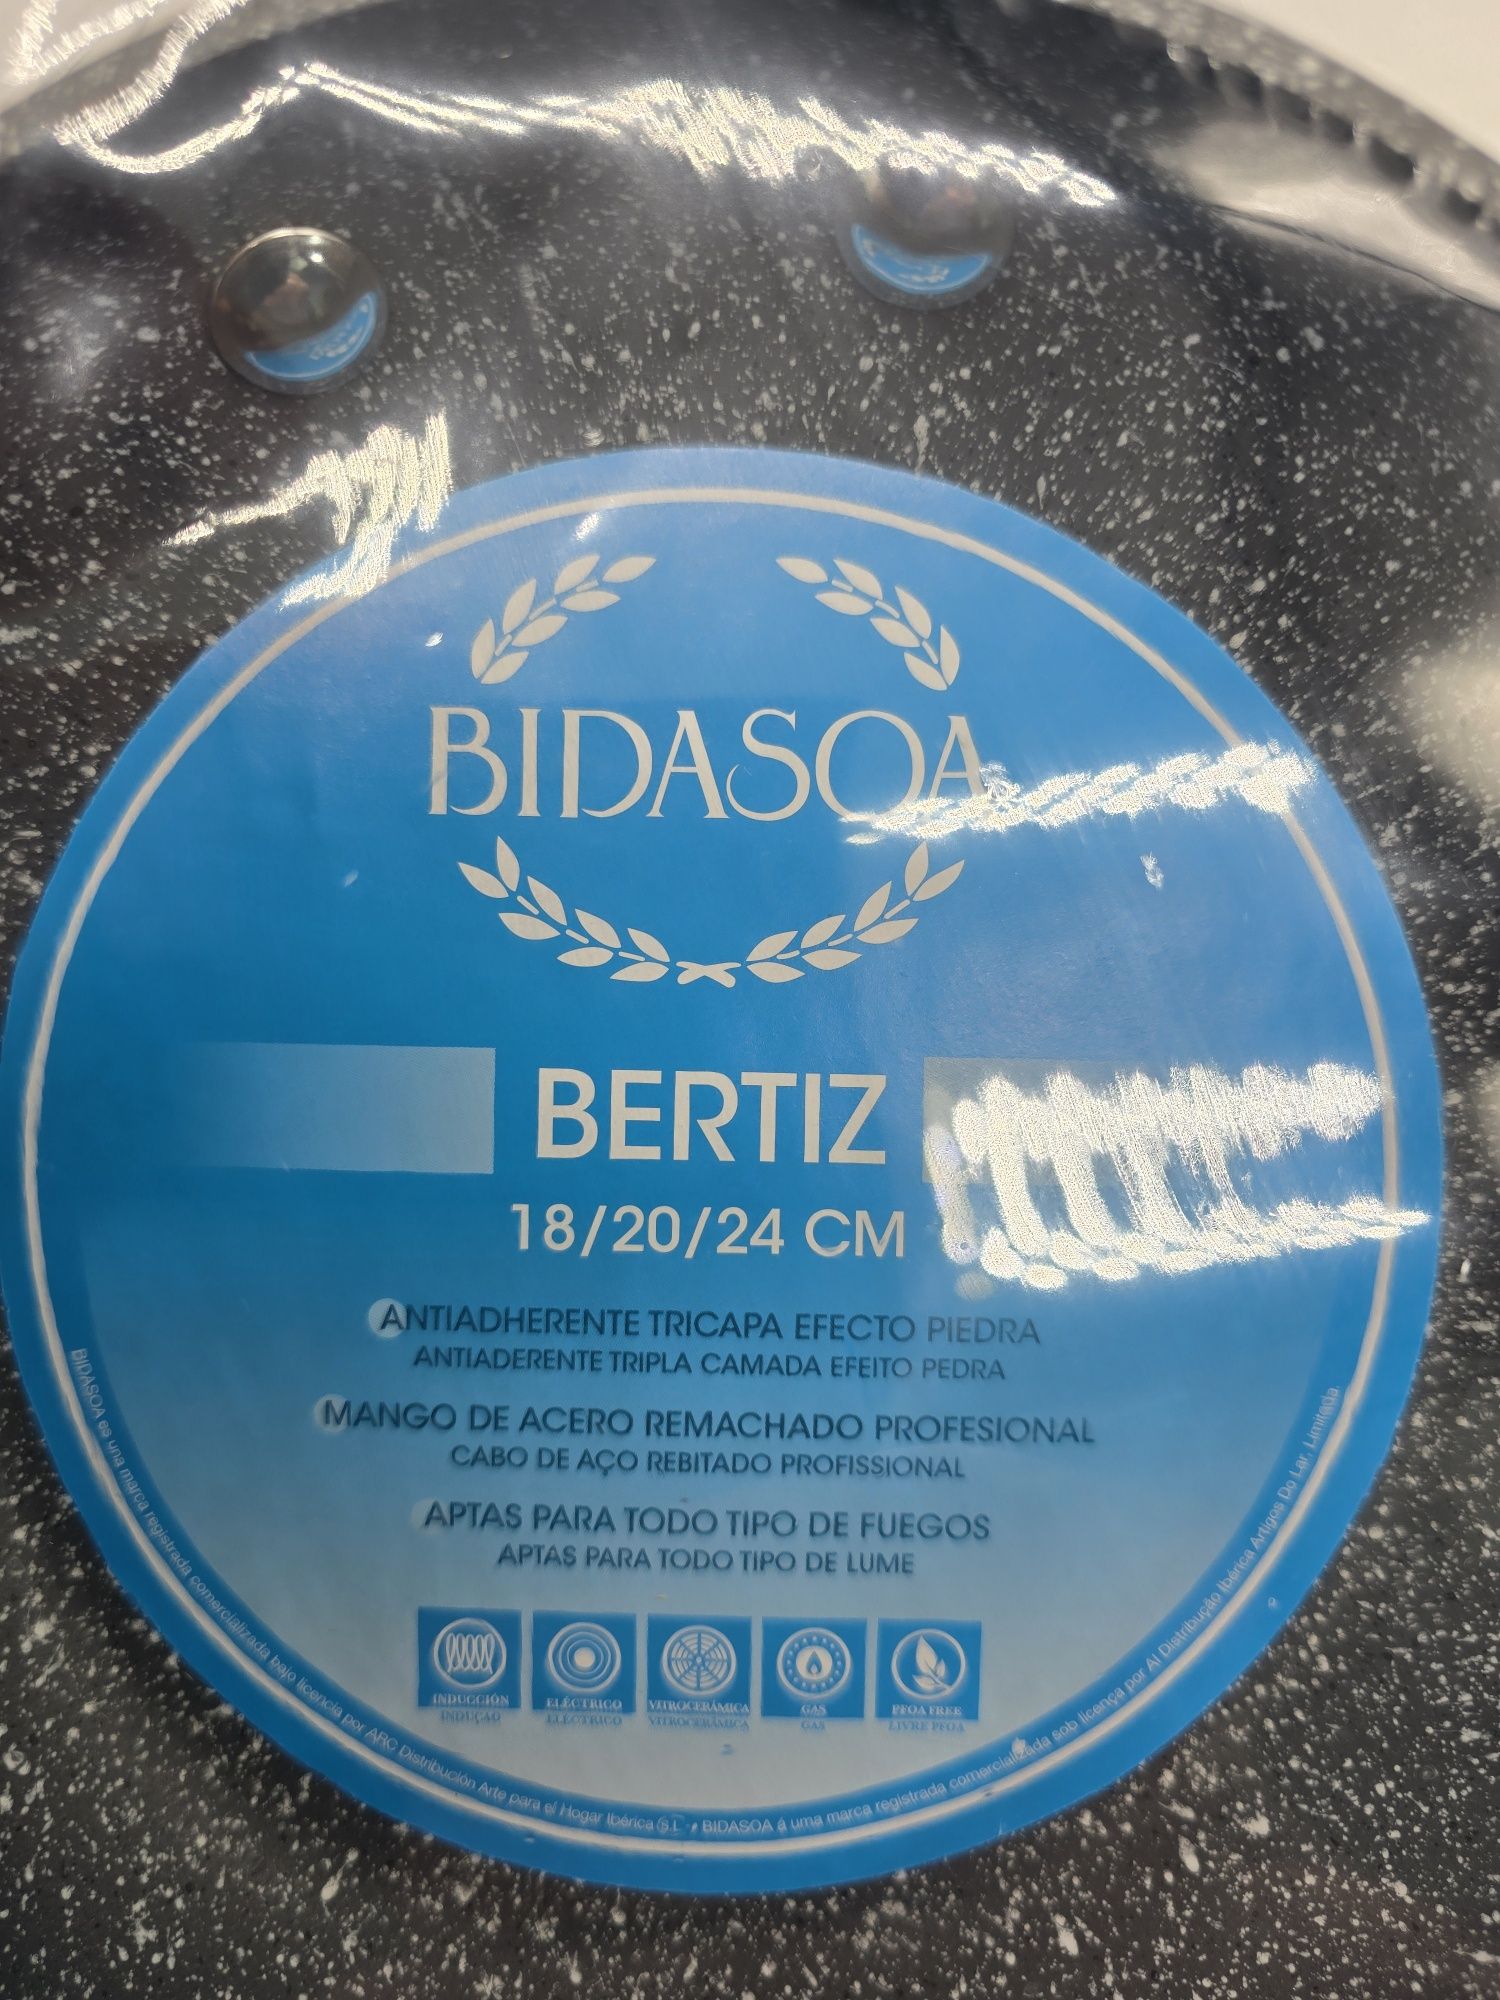 BIDASOA
BERTIZ
18/20/24 CM
ANTIADHERENTE TRICAPA EFECTO PIEDRA
ANTIADERENTE TRIPLA CAMADA EFEITO PEDRA
MANGO DE ACERO REMACHADO PROFESIONAL
CABO DE AÇO REBITADO PROFISSIONAL
APTAS PARA TODO TIPO DE FUEGOS
APTAS PARA TODO TIPO DE LUME
INDUCCIÓN ELÉCTRICO VITROCERÁMICA GAS PFOA FREE
INDUÇAO ELÉCTRICO VITROCERÂMICA GAS LIVRE PFOA
BIDASOA es una marca registrada comercializada bajo licencia por ARC Distribución Arte para el Hogar Ibérica S.L - BIDASOA é uma marca registrada comercializada sob licença por AI Distribução Ibérica Artigos Do Lar, Limitada.